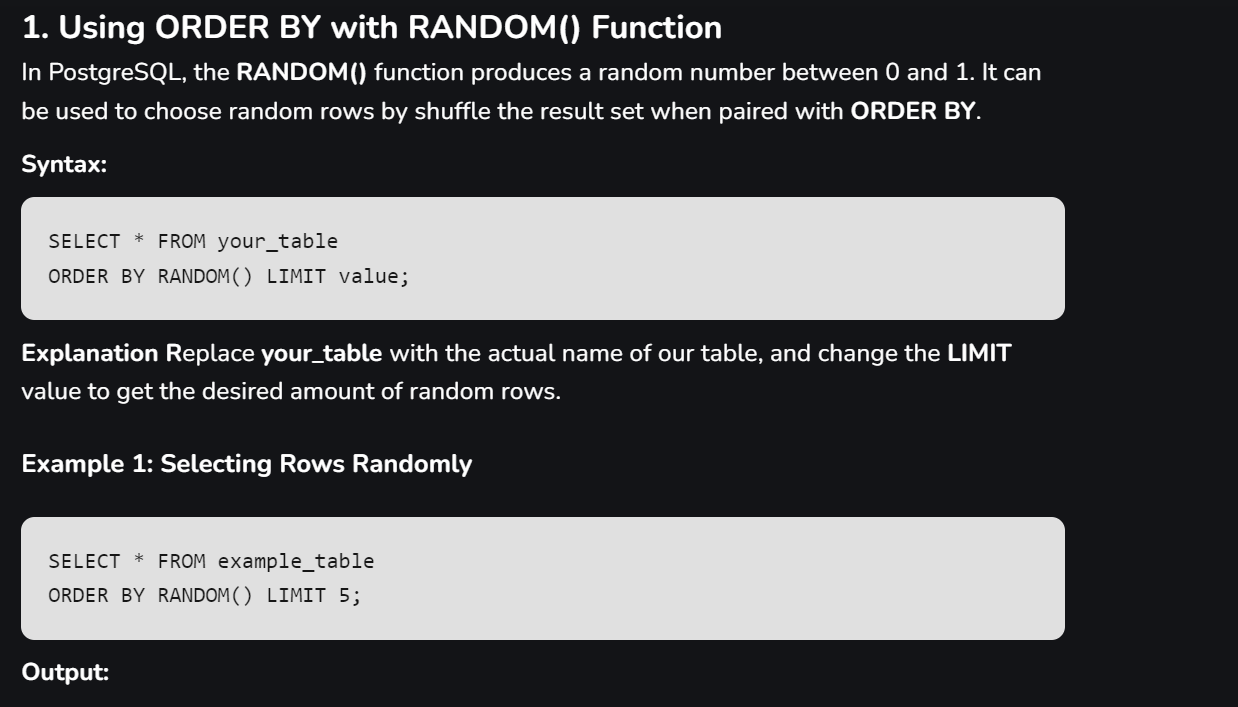 1. Using ORDER BY with RANDOM() Function
In PostgreSQL, the RANDOM() function produces a random number between 0 and 1. It can
be used to choose random rows by shuffle the result set when paired with ORDER BY.
Syntax:
SELECT * FROM your_table
ORDER BY RANDOM() LIMIT value;
Explanation Replace your_table with the actual name of our table, and change the LIMIT
value to get the desired amount of random rows.
Example 1: Selecting Rows Randomly
SELECT * FROM example_table
ORDER BY RANDOM() LIMIT 5;
Output: